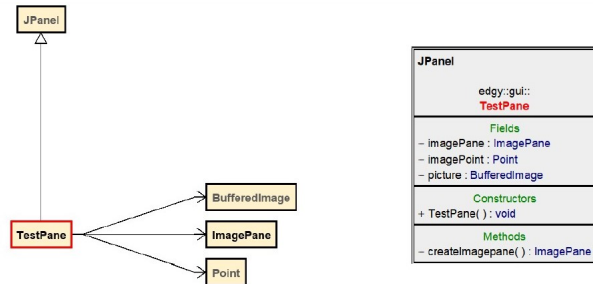 JPanel
BufferedImage
TestPane
ImagePane
Point
JPanel
edgy::gui::
TestPane
Fields
− imagePane : ImagePane
− imagePoint : Point
− picture : BufferedImage
Constructors
+ TestPane( ) : void
Methods
− createImagepane( ) : ImagePane